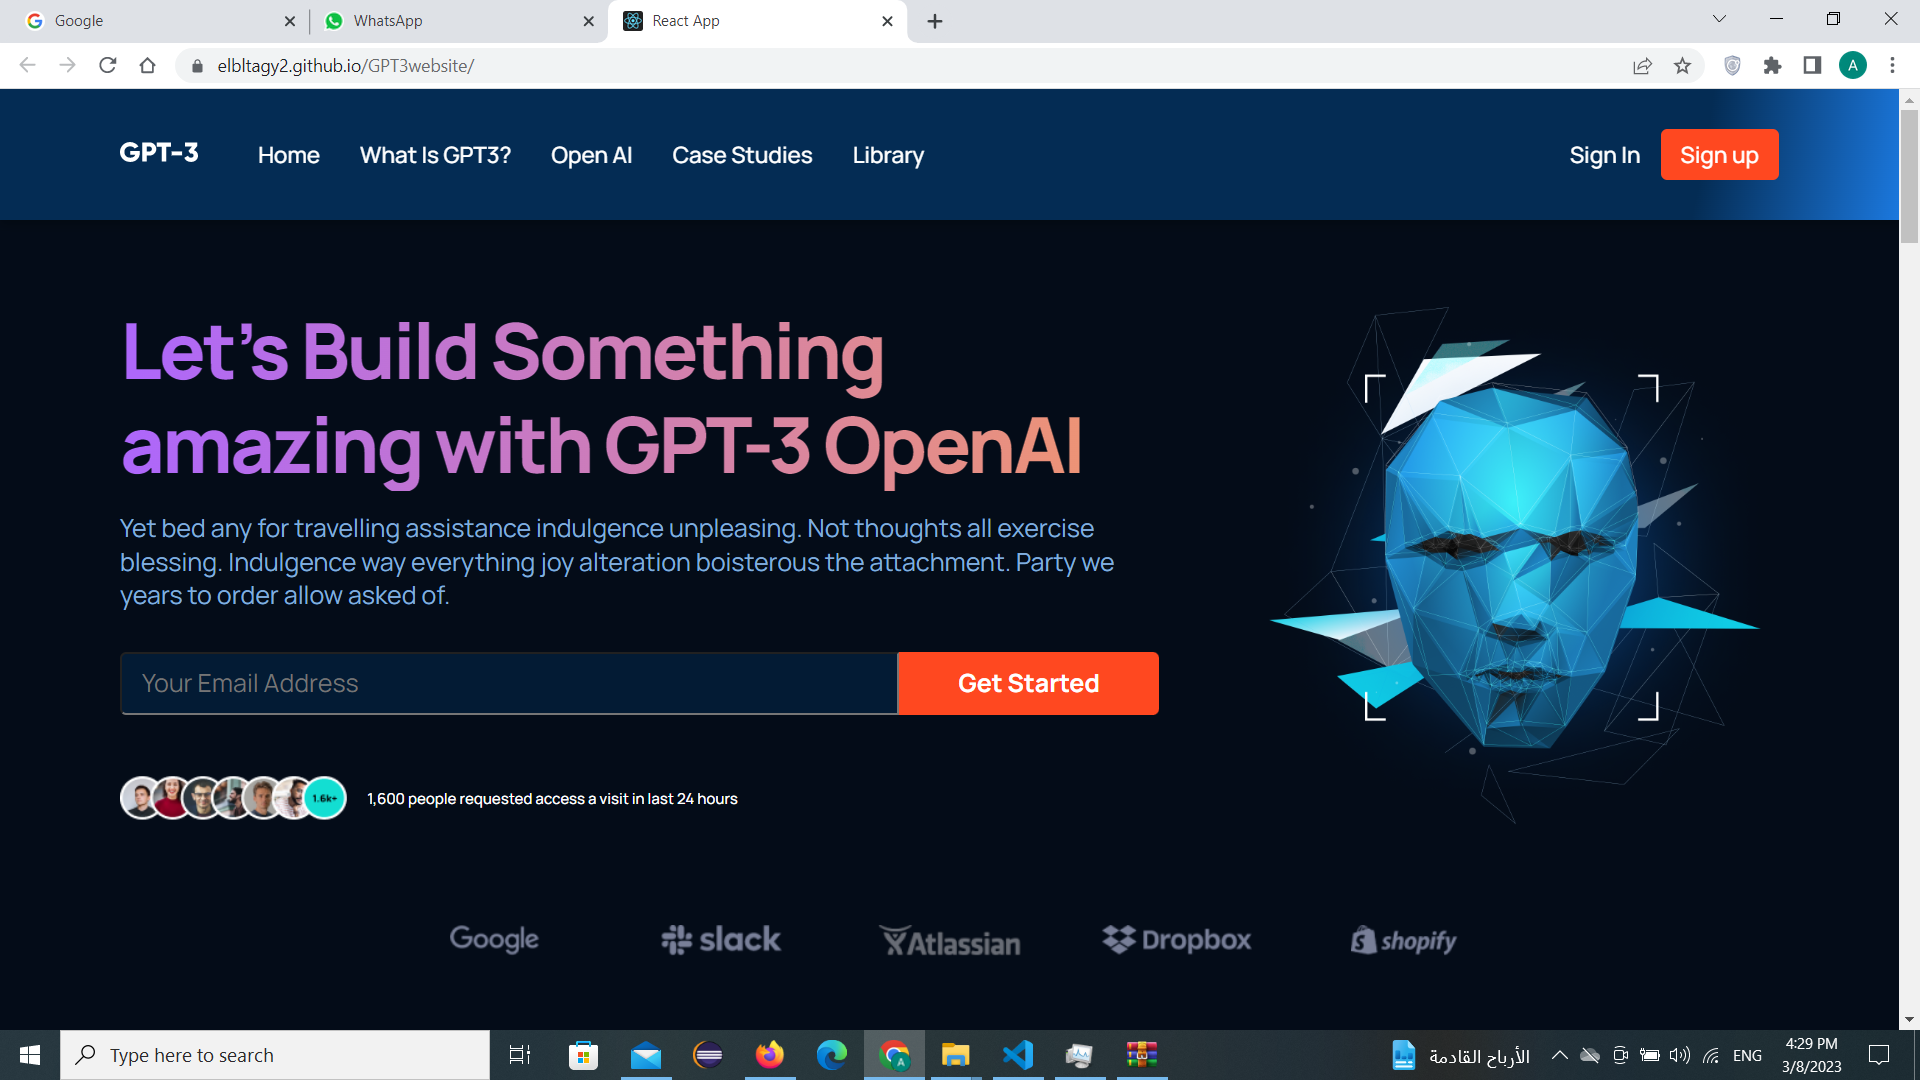 Google
WhatsApp
React App
elbltagy2.github.io/GPT3website/
A
GPT-3
Home
What Is GPT3?
Open AI
Case Studies
Library
Sign In
Sign up
Let's Build Something
amazing with GPT-3 OpenAI
Yet bed any for travelling assistance indulgence unpleasing. Not thoughts all exercise
blessing. Indulgence way everything joy alteration boisterous the attachment. Party we
years to order allow asked of.
Your Email Address
Get Started
1.6k+
1,600 people requested access a visit in last 24 hours
Google
slack
Atlassian
Dropbox
shopify
Type here to search
A
الأرباح القادمة
ENG
4:29 PM
3/8/2023